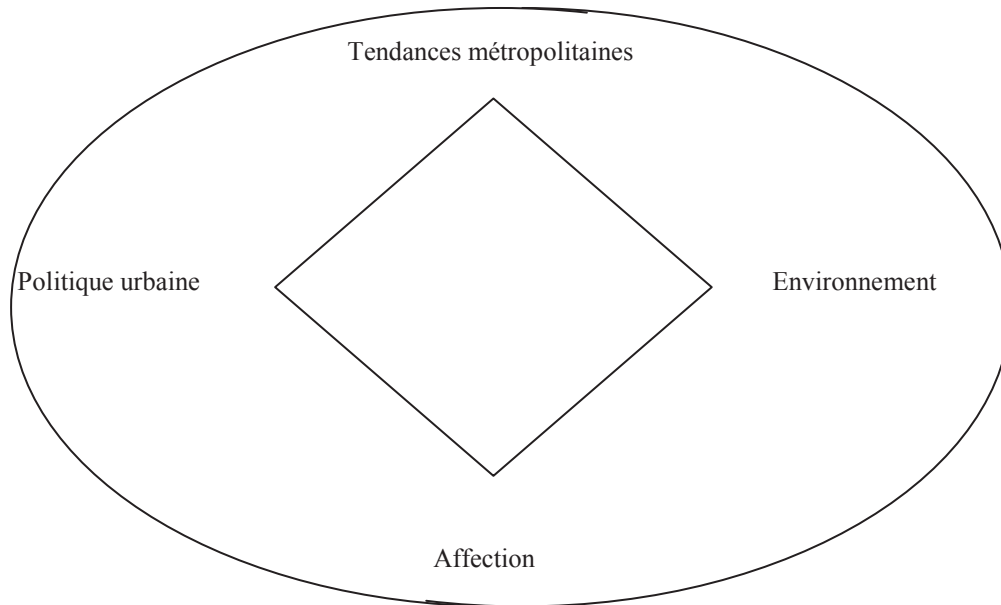 Tendances métropolitaines
Politique urbaine
Environnement
Affection